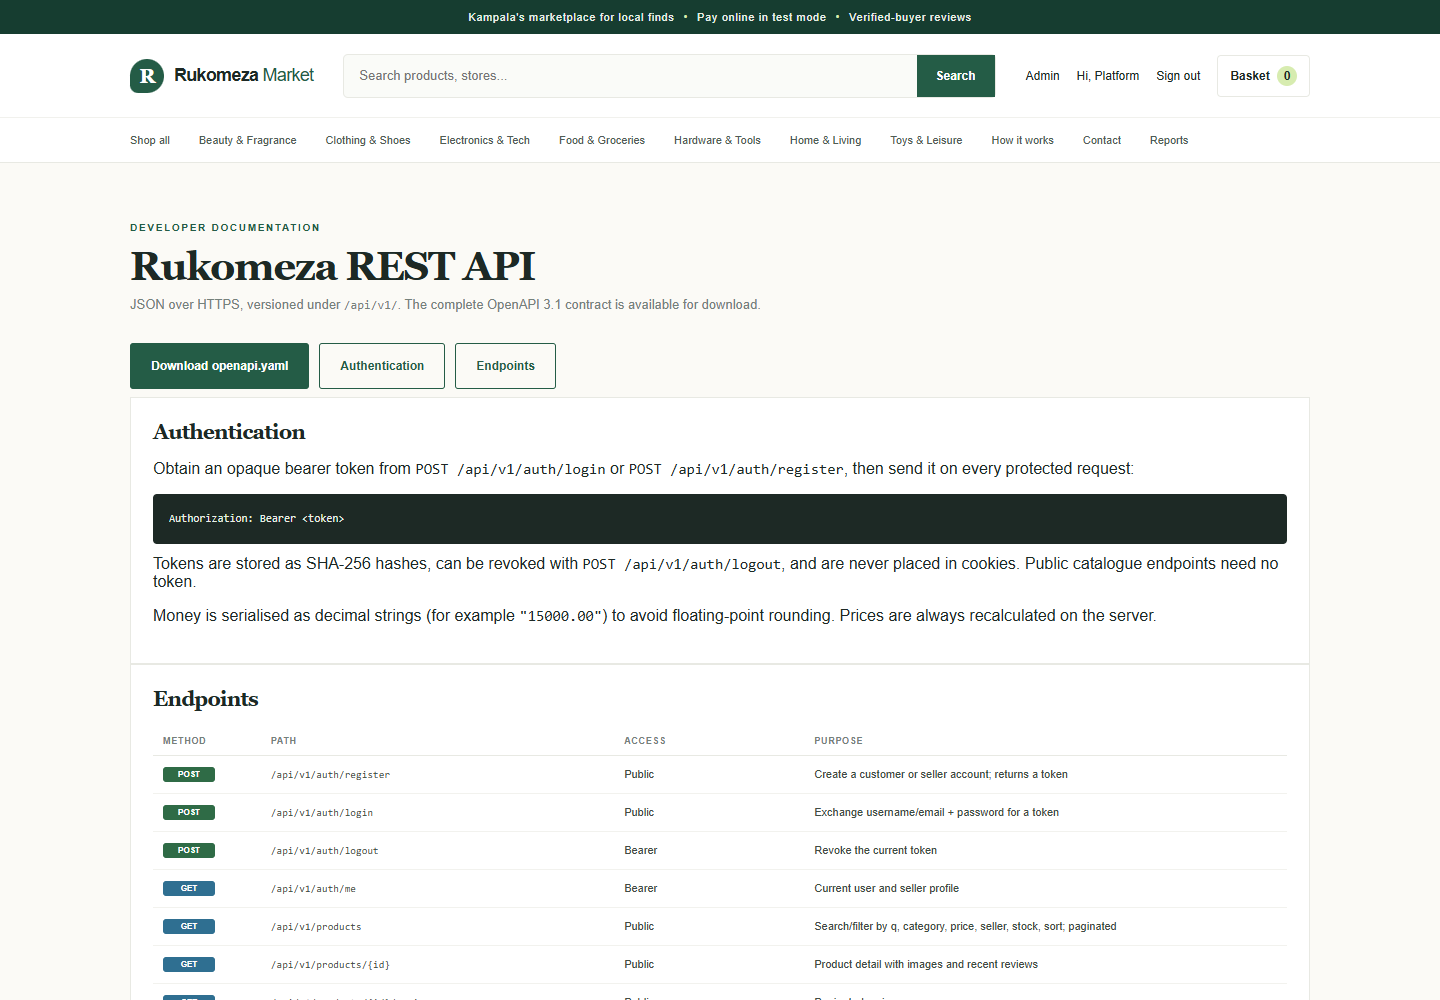 Kampala's marketplace for local finds • Pay online in test mode • Verified-buyer reviews
R Rukomeza Market Search products, stores... Search Admin Hi, Platform Sign out Basket 0
Shop all Beauty & Fragrance Clothing & Shoes Electronics & Tech Food & Groceries Hardware & Tools Home & Living Toys & Leisure How it works Contact Reports
DEVELOPER DOCUMENTATION
Rukomeza REST API
JSON over HTTPS, versioned under /api/v1/. The complete OpenAPI 3.1 contract is available for download.
Download openapi.yaml Authentication Endpoints
Authentication
Obtain an opaque bearer token from POST /api/v1/auth/login or POST /api/v1/auth/register, then send it on every protected request:
Authorization: Bearer <token>
Tokens are stored as SHA-256 hashes, can be revoked with POST /api/v1/auth/logout, and are never placed in cookies. Public catalogue endpoints need no
token.
Money is serialised as decimal strings (for example "15000.00") to avoid floating-point rounding. Prices are always recalculated on the server.
Endpoints
METHOD PATH ACCESS PURPOSE
POST /api/v1/auth/register Public Create a customer or seller account; returns a token
POST /api/v1/auth/login Public Exchange username/email + password for a token
POST /api/v1/auth/logout Bearer Revoke the current token
GET /api/v1/auth/me Bearer Current user and seller profile
GET /api/v1/products Public Search/filter by q, category, price, seller, stock, sort; paginated
GET /api/v1/products/{id} Public Product detail with images and recent reviews